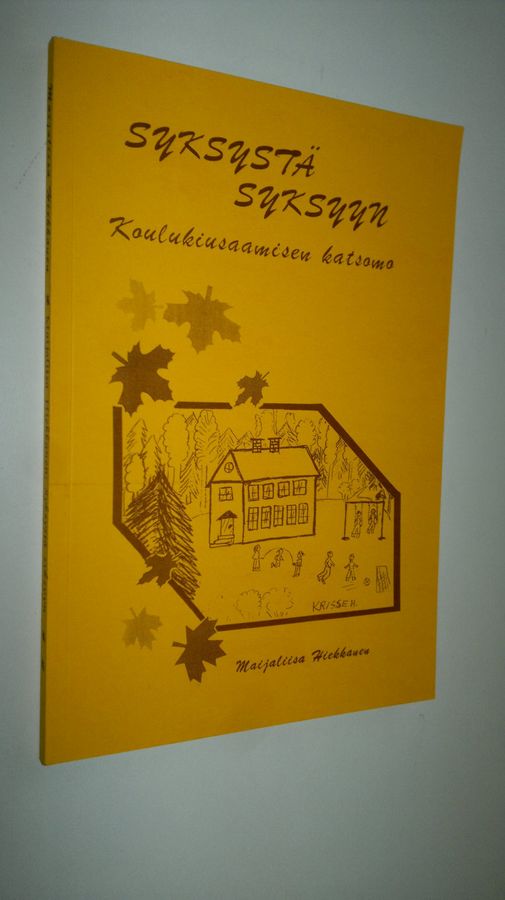 SYKSYSTÄ
SYKSYYN
Koulukiusaamisen katsomo
KRISSE.H.
Maijaliisa Hiekkanen